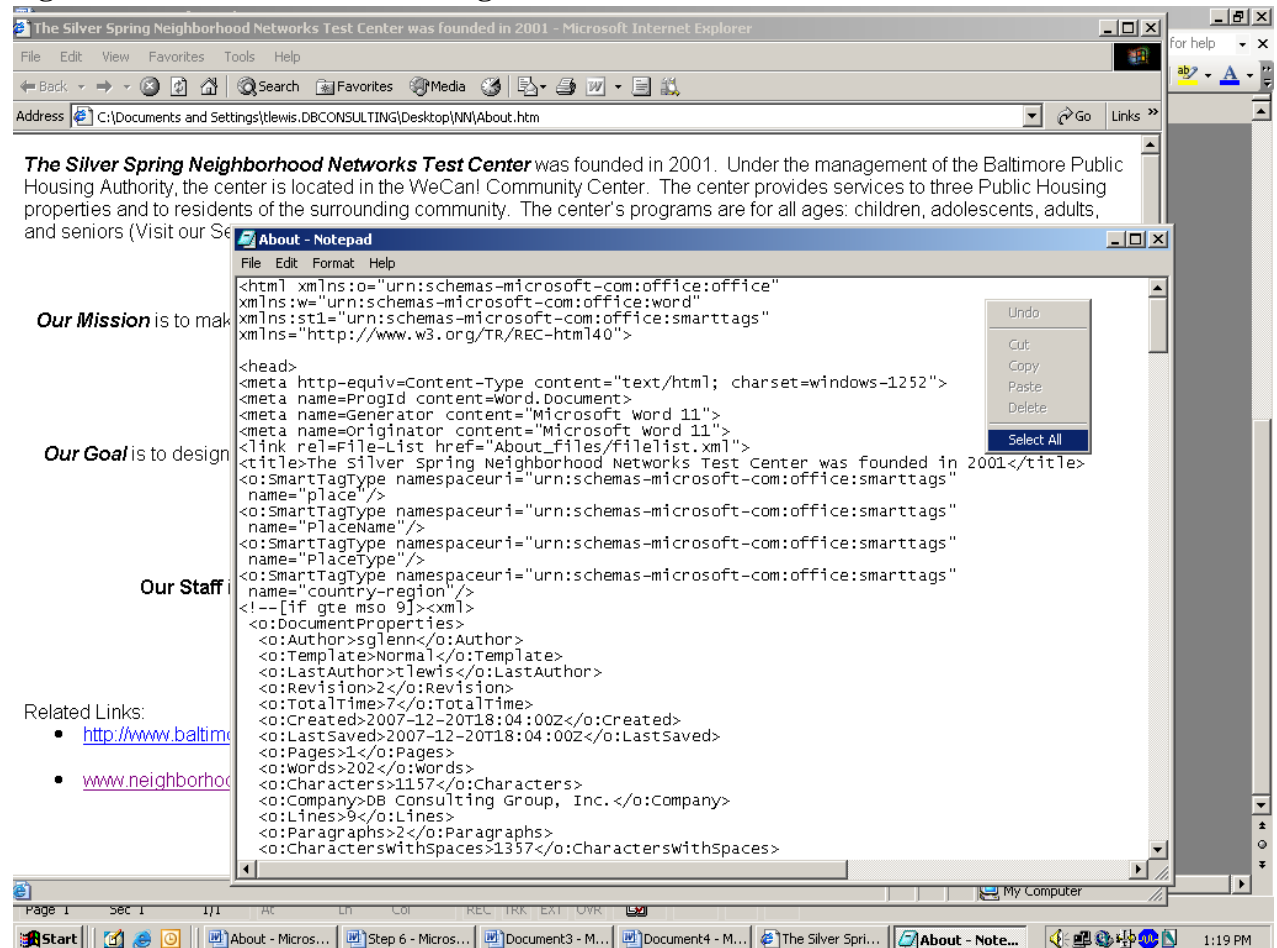 The Silver Spring Neighborhood Networks Test Center was founded in 2001 - Microsoft Internet Explorer
File Edit View Favorites Tools Help
for help
Back Search Favorites Media
Address C:\Documents and Settings\tlewis.DBCONSULTING\Desktop\NN\About.htm Go Links »
The Silver Spring Neighborhood Networks Test Center was founded in 2001. Under the management of the Baltimore Public
Housing Authority, the center is located in the WeCan! Community Center. The center provides services to three Public Housing
properties and to residents of the surrounding community. The center's programs are for all ages: children, adolescents, adults,
and seniors (Visit our Se
Our Mission is to mak
Our Goal is to design
Our Staff i
Related Links:
• http://www.baltimo
• www.neighborhoo
About - Notepad
File Edit Format Help
<html xmlns:o="urn:schemas-microsoft-com:office:office"
xmlns:w="urn:schemas-microsoft-com:office:word"
xmlns:st1="urn:schemas-microsoft-com:office:smarttags"
xmlns="http://www.w3.org/TR/REC-html40">
<head>
<meta http-equiv=Content-Type content="text/html; charset=windows-1252">
<meta name=ProgId content=Word.Document>
<meta name=Generator content="Microsoft Word 11">
<meta name=Originator content="Microsoft Word 11">
<link rel=File-List href="About_files/filelist.xml">
<title>The Silver Spring Neighborhood Networks Test Center was founded in 2001</title>
<o:SmartTagType namespaceuri="urn:schemas-microsoft-com:office:smarttags"
name="place"/>
<o:SmartTagType namespaceuri="urn:schemas-microsoft-com:office:smarttags"
name="PlaceName"/>
<o:SmartTagType namespaceuri="urn:schemas-microsoft-com:office:smarttags"
name="PlaceType"/>
<o:SmartTagType namespaceuri="urn:schemas-microsoft-com:office:smarttags"
name="country-region"/>
<!--[if gte mso 9]><xml>
<o:DocumentProperties>
<o:Author>sglenn</o:Author>
<o:Template>Normal</o:Template>
<o:LastAuthor>tlewis</o:LastAuthor>
<o:Revision>2</o:Revision>
<o:TotalTime>7</o:TotalTime>
<o:Created>2007-12-20T18:04:00Z</o:Created>
<o:LastSaved>2007-12-20T18:04:00Z</o:LastSaved>
<o:Pages>1</o:Pages>
<o:Words>202</o:Words>
<o:Characters>1157</o:Characters>
<o:Company>DB Consulting Group, Inc.</o:Company>
<o:Lines>9</o:Lines>
<o:Paragraphs>2</o:Paragraphs>
<o:CharactersWithSpaces>1357</o:CharactersWithSpaces>
Undo
Cut
Copy
Paste
Delete
Select All
My Computer
Page 1 Sec 1 1/1 At Ln Col REC TRK EXT OVR
Start About - Micros... Step 6 - Micros... Document3 - M... Document4 - M... The Silver Spri... About - Note... 1:19 PM